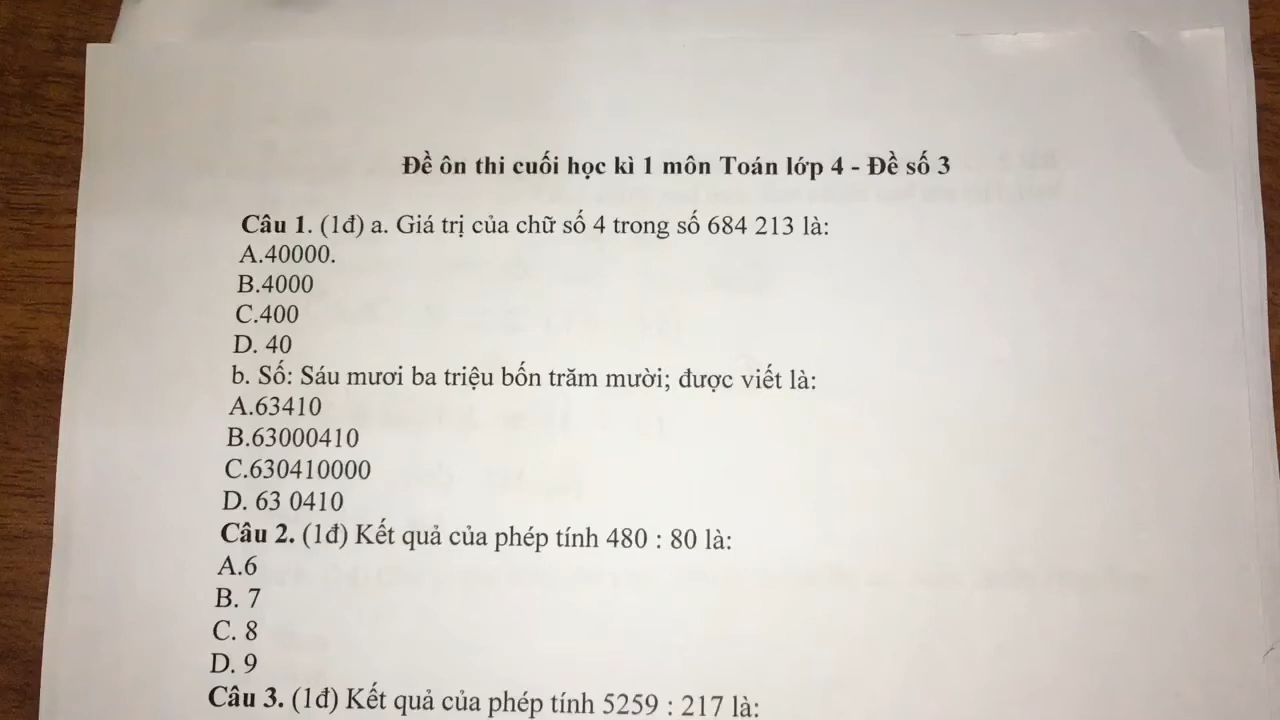 Đề ôn thi cuối học kì 1 môn Toán lớp 4 - Đề số 3
Câu 1. (1đ) a. Giá trị của chữ số 4 trong số 684 213 là:
A.40000.
B.4000
C.400
D. 40
b. Số: Sáu mươi ba triệu bốn trăm mười; được viết là:
A.63410
B.63000410
C.630410000
D. 63 0410
Câu 2. (1đ) Kết quả của phép tính 480 : 80 là:
A.6
B. 7
C. 8
D. 9
Câu 3. (1đ) Kết quả của phép tính 5259 : 217 là: